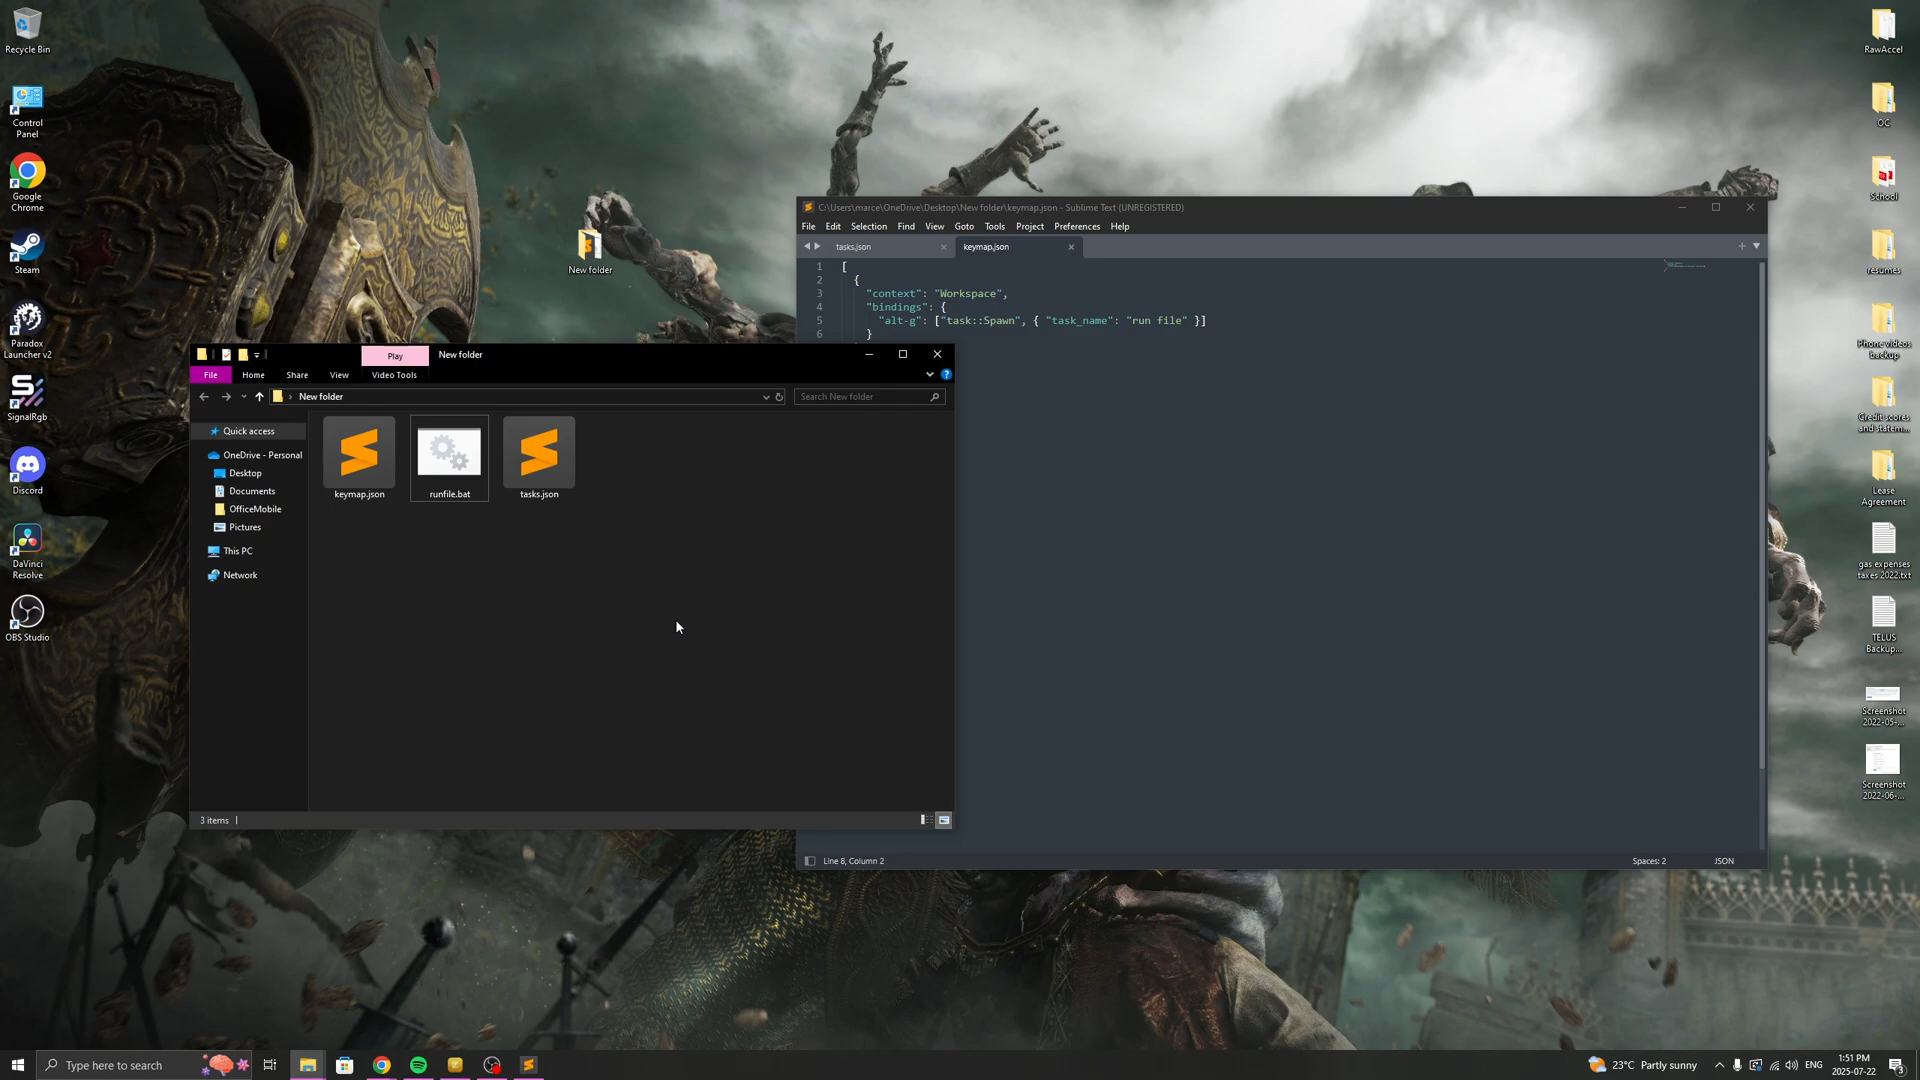 Recycle Bin
Control
Panel
Google
Chrome
Steam
Paradox
Launcher v2
SignalRgb
Discord
DaVinci
Resolve
OBS Studio
New folder
C:\Users\marce\OneDrive\Desktop\New folder\keymap.json - Sublime Text (UNREGISTERED)
File Edit Selection Find View Goto Tools Project Preferences Help
tasks.json keymap.json
1 [
2 {
3 "context": "Workspace",
4 "bindings": {
5 "alt-g": ["task::Spawn", { "task_name": "run file" }]
6 }
Line 8, Column 2
Spaces: 2
JSON
Play
New folder
File Home Share View Video Tools
New folder
Search New folder
Quick access
OneDrive - Personal
Desktop
Documents
OfficeMobile
Pictures
This PC
Network
keymap.json
runfile.bat
tasks.json
3 items
RawAccel
OC
School
resumes
Phone videos
backup
Credit scores
and statem...
Lease
Agreement
gas expenses
taxes 2022.txt
TELUS
Backup...
Screenshot
2022-05-...
Screenshot
2022-06-...
Type here to search
23°C Partly sunny
ENG
1:51 PM
2025-07-22
3